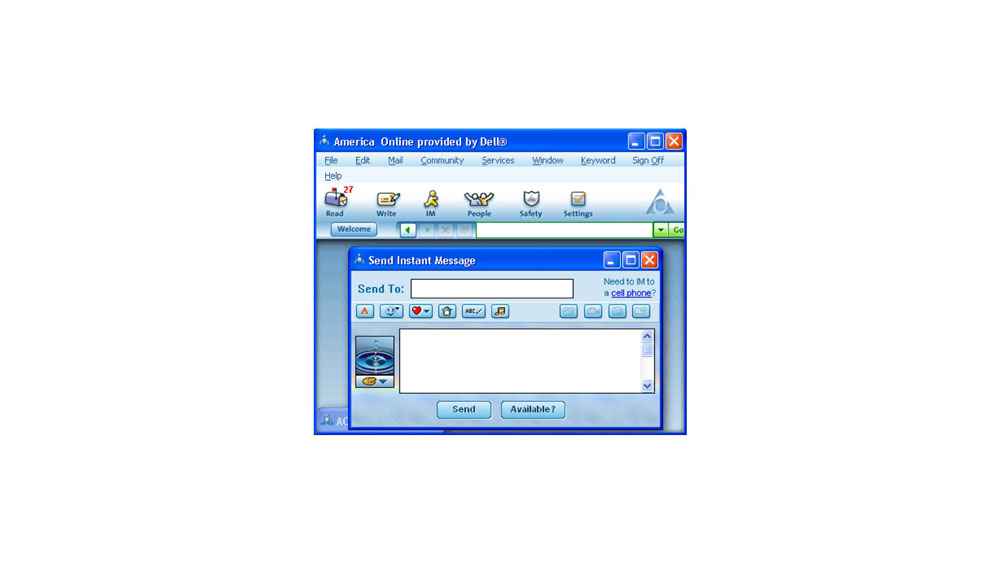 America Online provided by Dell®
File Edit Mail Community Services Window Keyword Sign Off
Help
27
Read Write IM People Safety Settings
Welcome Go
Send Instant Message
Send To:
Need to IM to
a cell phone?
A ABC
Send Available?